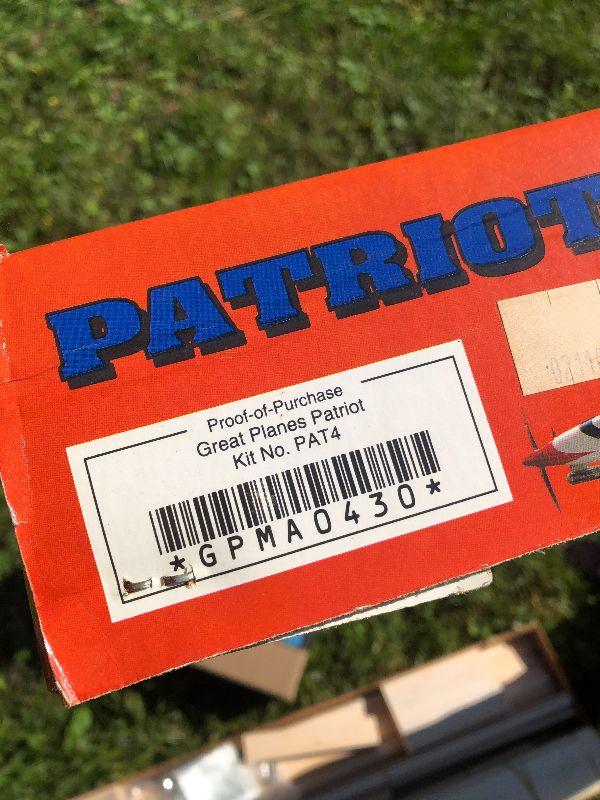 PATRIOT
Proof-of-Purchase
Great Planes Patriot
Kit No. PAT4
*GPMA0430*